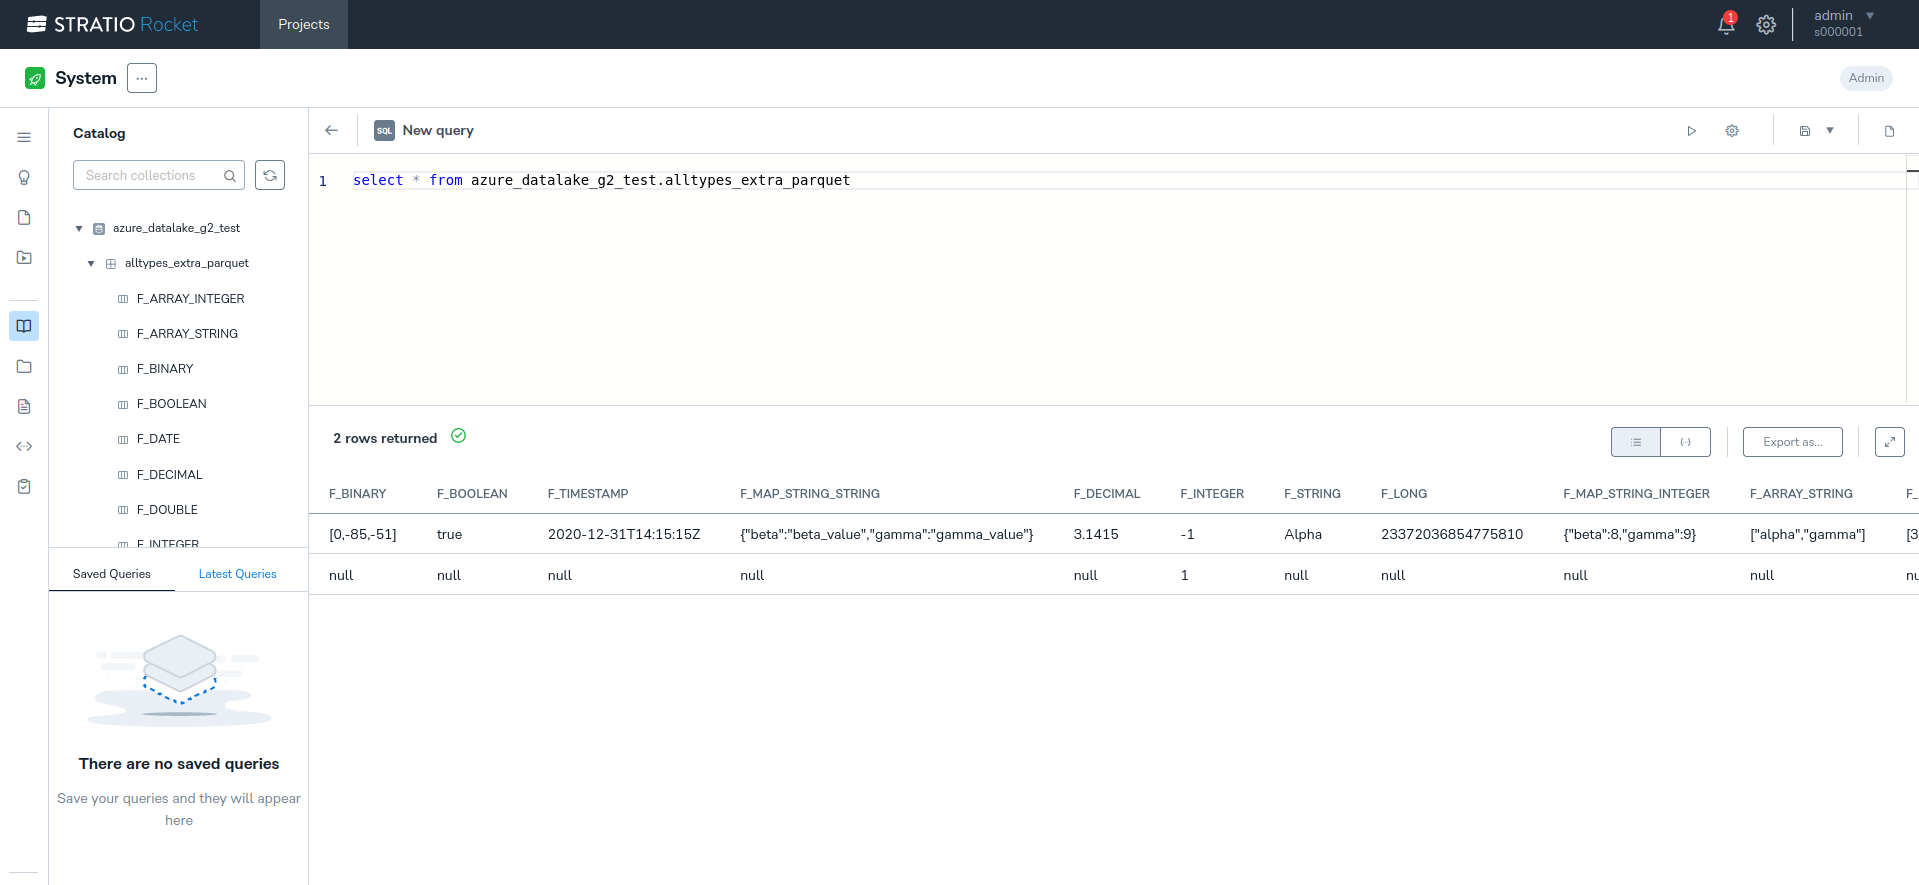 STRATIO Rocket
Projects
1
admin
s000001
System
...
Admin
Catalog
Search collections
azure_datalake_g2_test
alltypes_extra_parquet
F_ARRAY_INTEGER
F_ARRAY_STRING
F_BINARY
F_BOOLEAN
F_DATE
F_DECIMAL
F_DOUBLE
F_INTEGER
Saved Queries Latest Queries
There are no saved queries
Save your queries and they will appear
here
SQL New query
1 select * from azure_datalake_g2_test.alltypes_extra_parquet
2 rows returned
Export as...
F_BINARY F_BOOLEAN F_TIMESTAMP F_MAP_STRING_STRING F_DECIMAL F_INTEGER F_STRING F_LONG F_MAP_STRING_INTEGER F_ARRAY_STRING F_
[0,-85,-51] true 2020-12-31T14:15:15Z {"beta":"beta_value","gamma":"gamma_value"} 3.1415 -1 Alpha 23372036854775810 {"beta":8,"gamma":9} ["alpha","gamma"] [3
null null null null null 1 null null null null nu